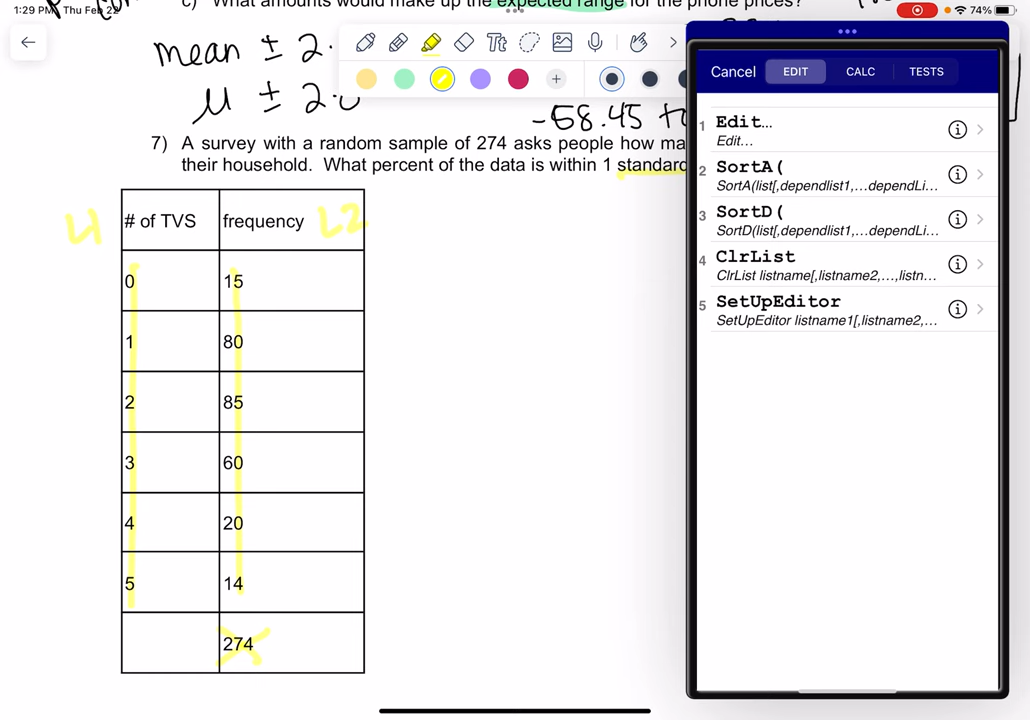 1:29 PM Thu Feb 22
74%
c) What amounts would make up the expected range for the phone prices?
mean ± 2.
μ ± 2.0
-58.45 to
7) A survey with a random sample of 274 asks people how ma
their household. What percent of the data is within 1 standard
L1 # of TVS frequency L2
0 15
1 80
2 85
3 60
4 20
5 14
274
Tt
Cancel EDIT CALC TESTS
1 Edit…
Edit…
2 SortA(
SortA(list[,dependlist1,…dependLi…
3 SortD(
SortD(list[,dependlist1,…dependLi…
4 ClrList
ClrList listname[,listname2,…,listn…
5 SetUpEditor
SetUpEditor listname1[,listname2,…